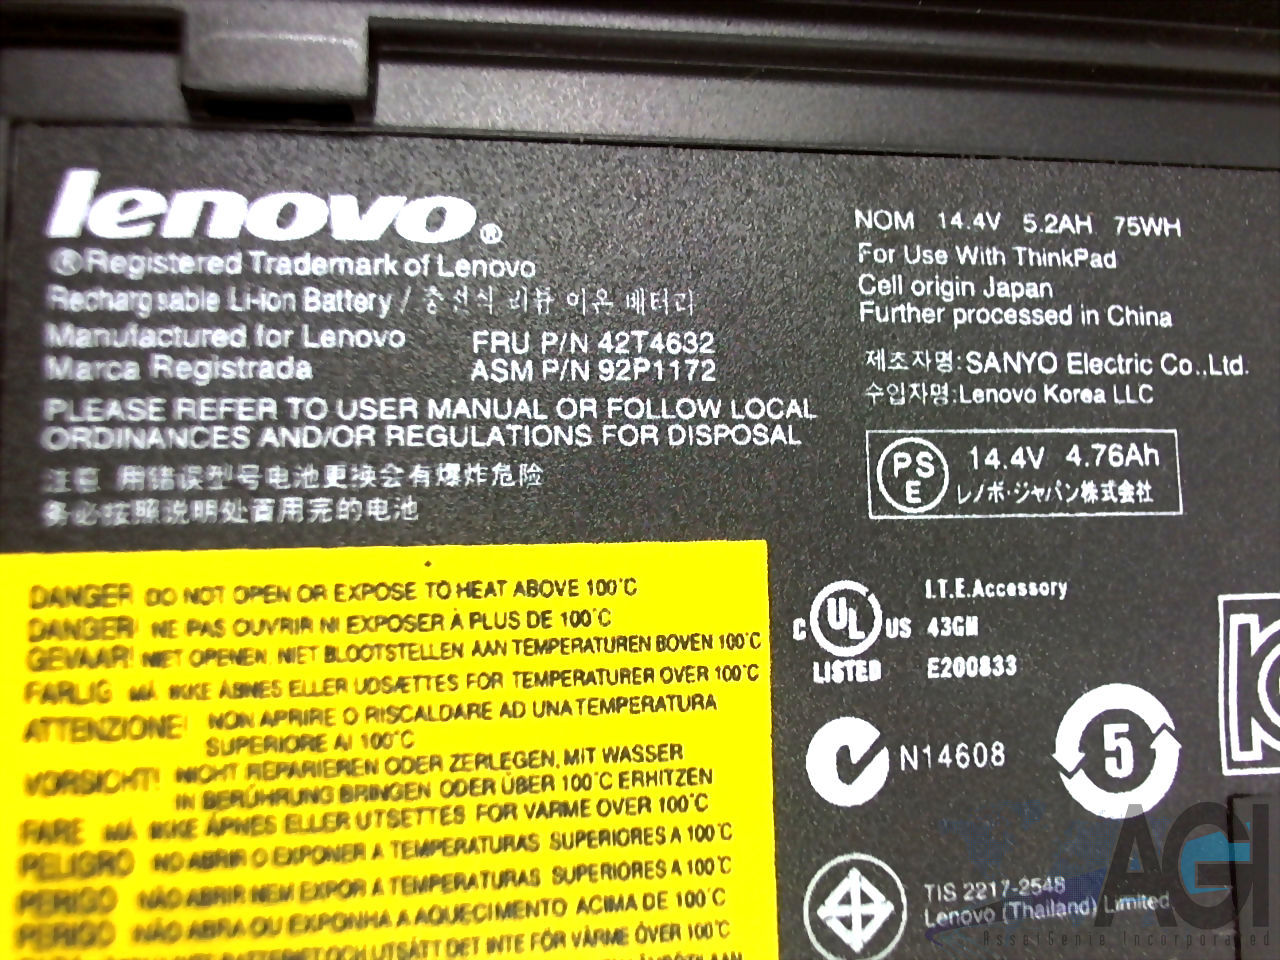 lenovo®
®Registered Trademark of Lenovo
Rechargeable Li-ion Battery / 충전식 리튬 이온 배터리
Manufactured for Lenovo
Marca Registrada
FRU P/N 42T4632
ASM P/N 92P1172
PLEASE REFER TO USER MANUAL OR FOLLOW LOCAL
ORDINANCES AND/OR REGULATIONS FOR DISPOSAL
注意 用错误型号电池更换会有爆炸危险
务必按照说明处置用完的电池
NOM 14.4V 5.2AH 75WH
For Use With ThinkPad
Cell origin Japan
Further processed in China
제조자명:SANYO Electric Co.,Ltd.
수입자명:Lenovo Korea LLC
PS
E
14.4V 4.76Ah
レノボ・ジャパン株式会社
C UL US
LISTED
I.T.E.Accessory
43GM
E200833
N14608
5
TIS 2217-2548
Lenovo (Thailand) Limited.
DANGER DO NOT OPEN OR EXPOSE TO HEAT ABOVE 100°C
DANGER! NE PAS OUVRIR NI EXPOSER À PLUS DE 100°C
GEVAAR! NIET OPENEN, NIET BLOOTSTELLEN AAN TEMPERATUREN BOVEN 100°C
FARLIG MÅ IKKE ÅBNES ELLER UDSÆTTES FOR TEMPERATURER OVER 100°C
ATTENZIONE! NON APRIRE O RISCALDARE AD UNA TEMPERATURA
SUPERIORE AI 100°C
VORSICHT! NICHT REPARIEREN ODER ZERLEGEN, MIT WASSER
IN BERÜHRUNG BRINGEN ODER ÜBER 100°C ERHITZEN
FARE MÅ IKKE ÅPNES ELLER UTSETTES FOR VARME OVER 100°C
PELIGRO NO ABRIR O EXPONER A TEMPERATURAS SUPERIORES A 100°C
PERIGO NÃO ABRIR NEM EXPOR A TEMPERATURAS SUPERIORES A 100°C
PERIGO NÃO ABRA OU EXPONHA A AQUECIMENTO ACIMA DE 100°C
BATTERIET OCH UTSÄTT DET INTE FÖR VÄRME ÖVER 100°C
AGI
AssetGenie Incorporated